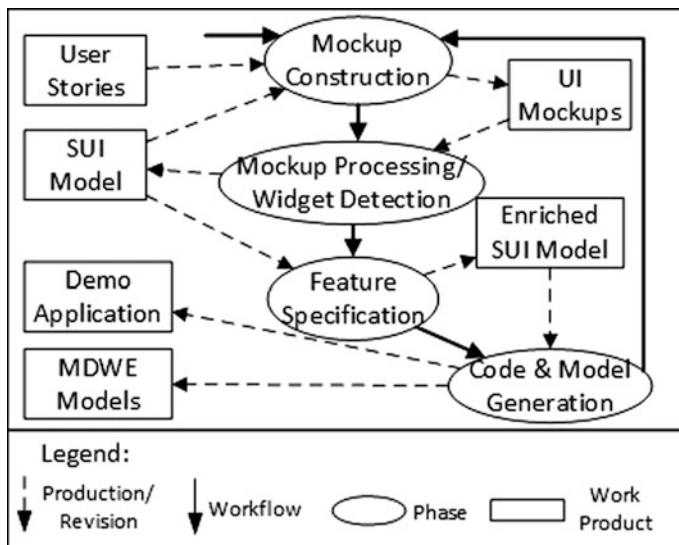 User
Stories
Mockup
Construction
UI
Mockups
SUI
Model
Mockup Processing/
Widget Detection
Enriched
SUI Model
Feature
Specification
Demo
Application
MDWE
Models
Code & Model
Generation
Legend:
Production/
Revision
Workflow
Phase
Work
Product